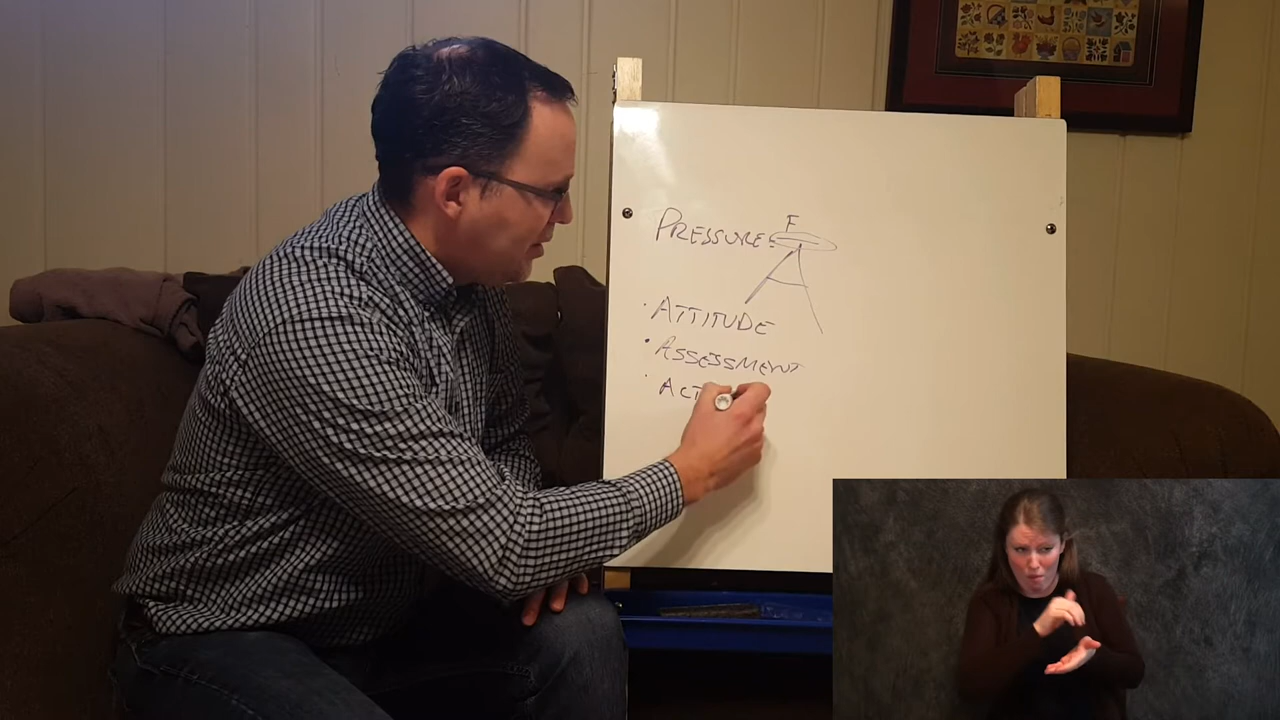 F
PRESSURE:
A
• ATTITUDE
• ASSESSMENT
• ACT